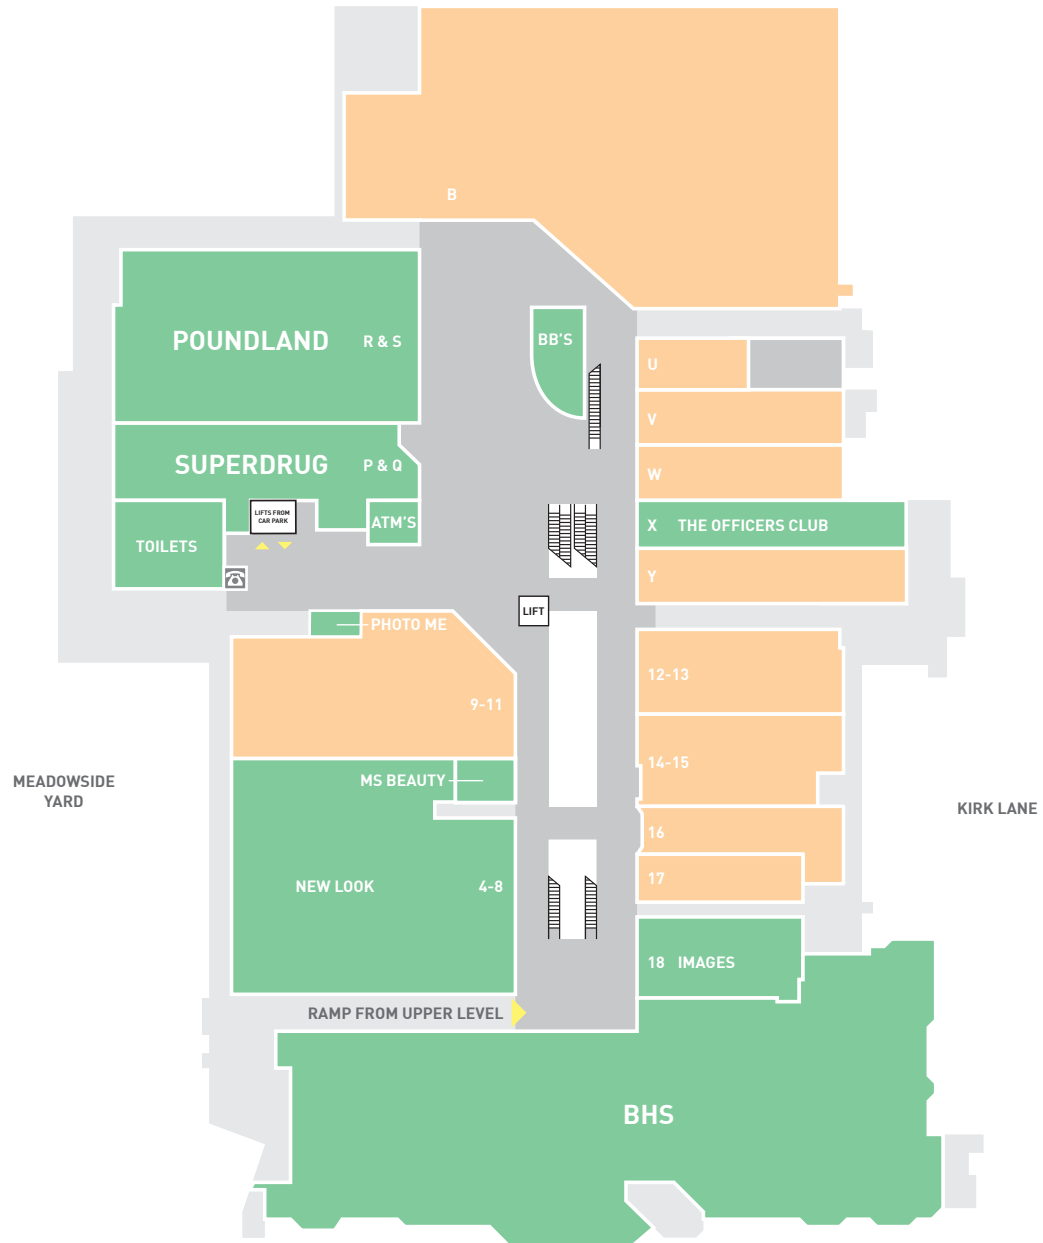 B
POUNDLAND R & S
BB'S
U
V
SUPERDRUG P & Q
W
LIFTS FROM
CAR PARK
ATM'S
X THE OFFICERS CLUB
TOILETS
Y
LIFT
PHOTO ME
12-13
9-11
14-15
MS BEAUTY
MEADOWSIDE
YARD
KIRK LANE
16
17
NEW LOOK 4-8
18 IMAGES
RAMP FROM UPPER LEVEL
BHS